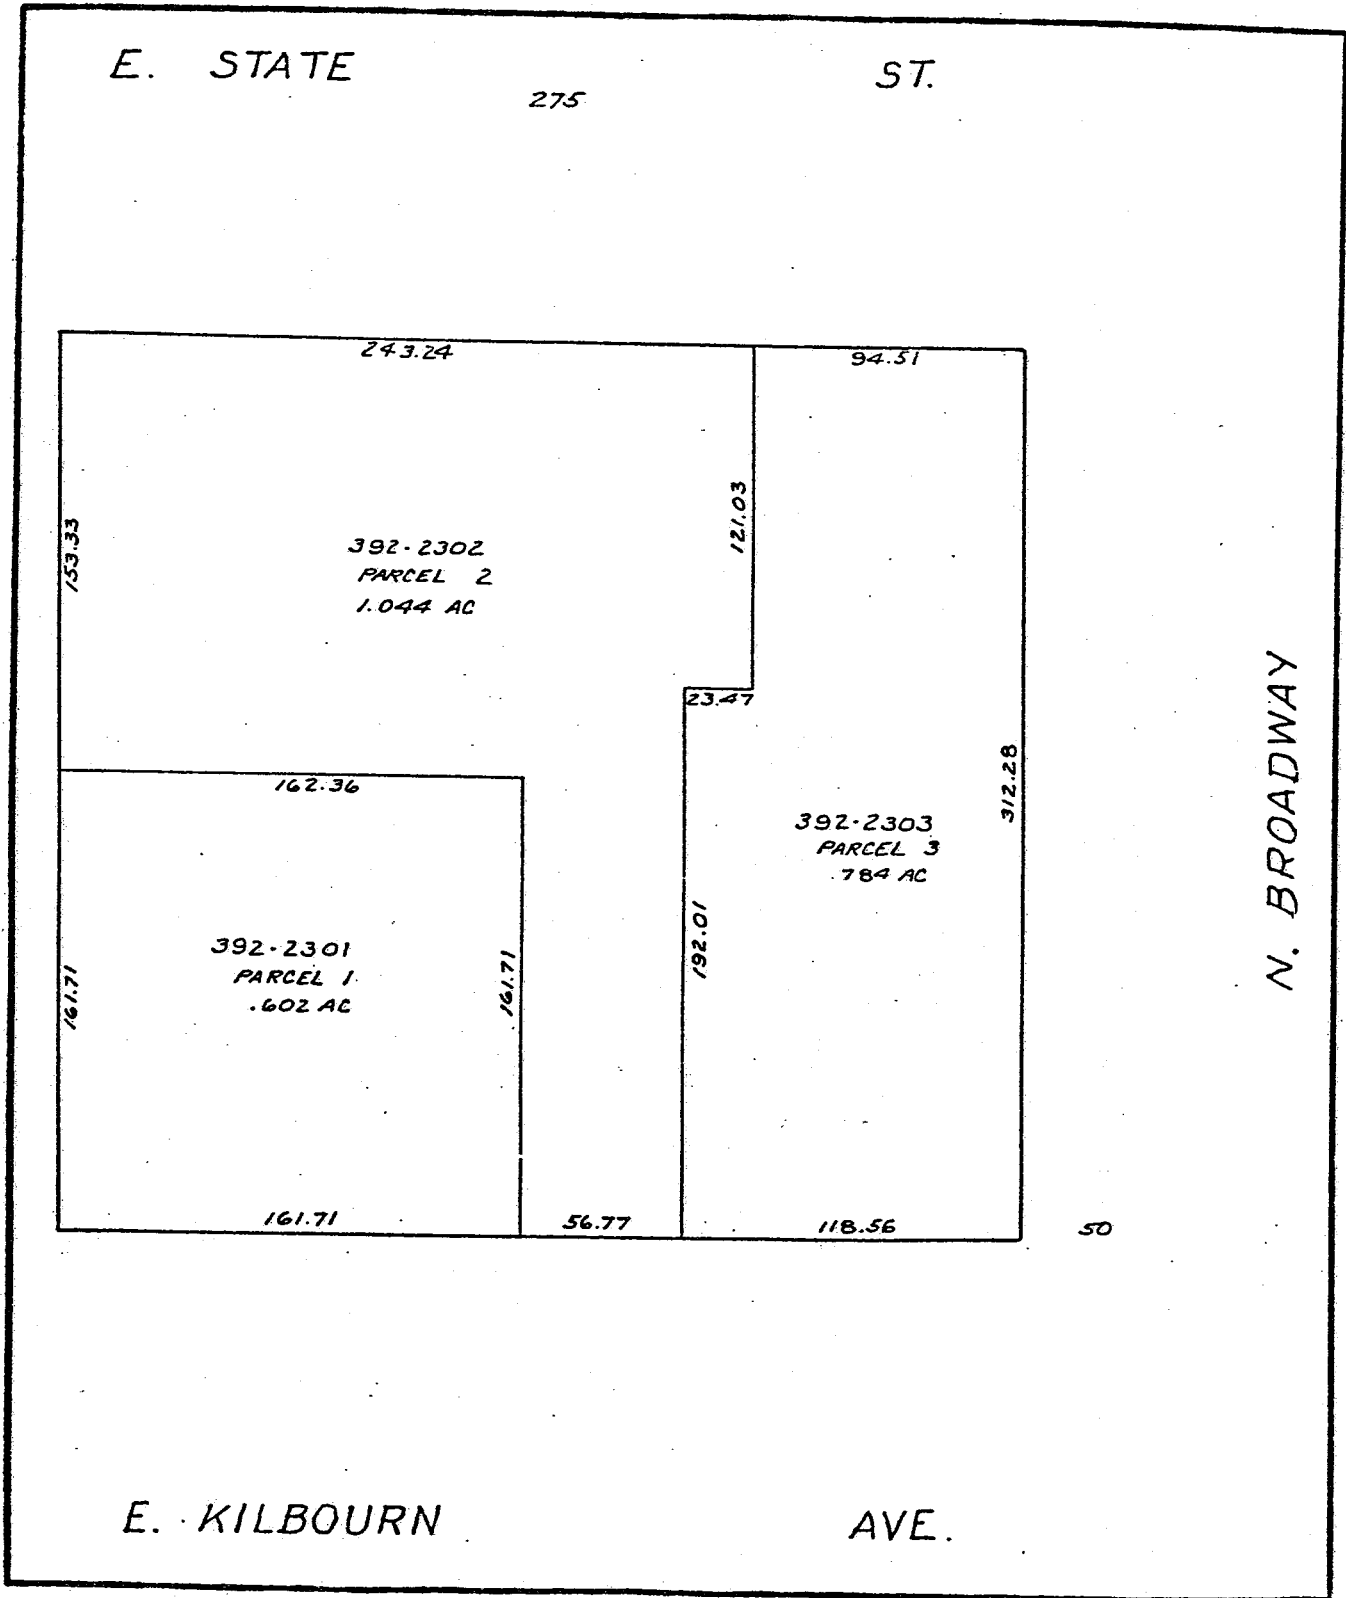 E. STATE ST.
275
243.24
94.51
153.33
121.03
392-2302
PARCEL 2
1.044 AC
23.47
162.36
312.28
392-2303
PARCEL 3
.784 AC
N. BROADWAY
192.01
392-2301
PARCEL 1
.602 AC
161.71
161.71
161.71
56.77
118.56
50
E. KILBOURN AVE.